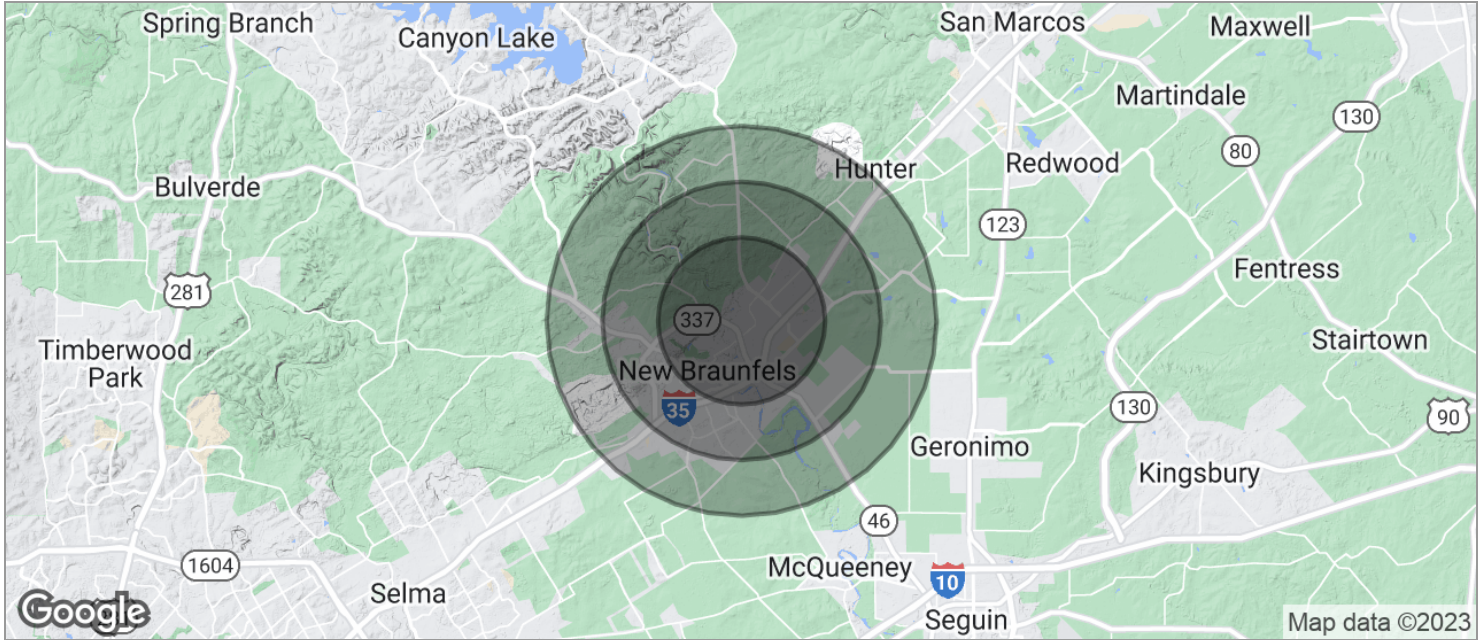 Spring Branch
Canyon Lake
San Marcos
Maxwell
Martindale
130
80
Hunter
Redwood
Bulverde
123
281
Fentress
337
Timberwood
Park
Stairtown
New Braunfels
35
130
90
Geronimo
Kingsbury
46
1604
McQueeney
10
Selma
Seguin
Google
Map data ©2023